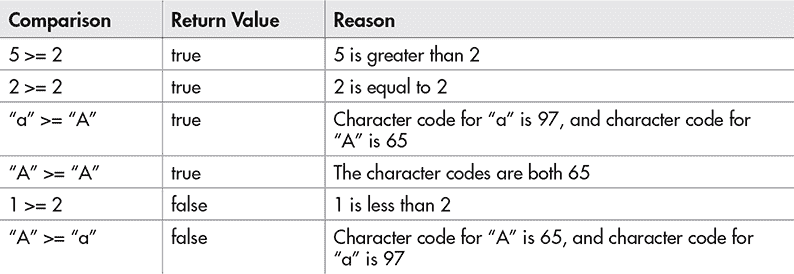 Comparison Return Value Reason
5 >= 2 true 5 is greater than 2
2 >= 2 true 2 is equal to 2
“a” >= “A” true Character code for “a” is 97, and character code for
“A” is 65
“A” >= “A” true The character codes are both 65
1 >= 2 false 1 is less than 2
“A” >= “a” false Character code for “A” is 65, and character code for
“a” is 97